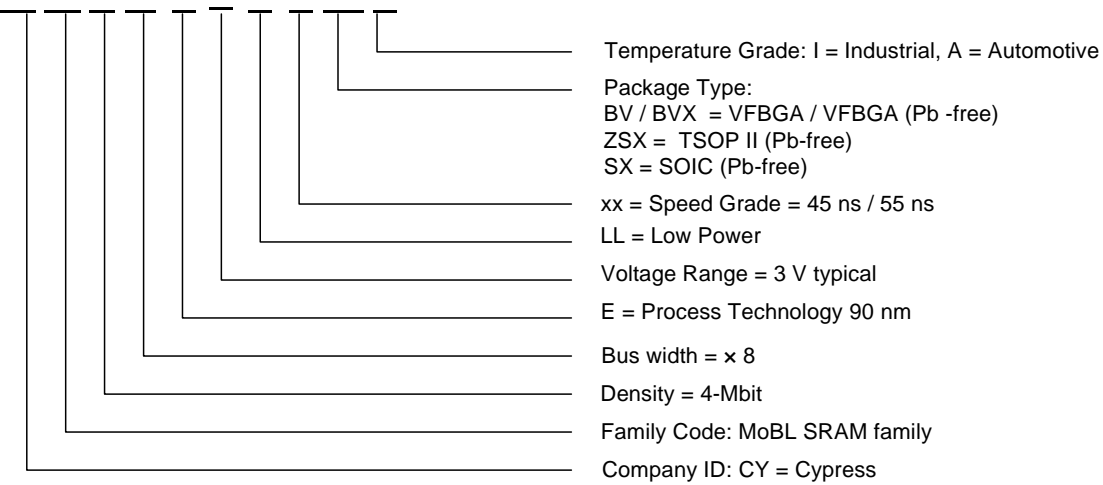 Temperature Grade: I = Industrial, A = Automotive
Package Type:
BV / BVX = VFBGA / VFBGA (Pb -free)
ZSX = TSOP II (Pb-free)
SX = SOIC (Pb-free)
xx = Speed Grade = 45 ns / 55 ns
LL = Low Power
Voltage Range = 3 V typical
E = Process Technology 90 nm
Bus width = × 8
Density = 4-Mbit
Family Code: MoBL SRAM family
Company ID: CY = Cypress